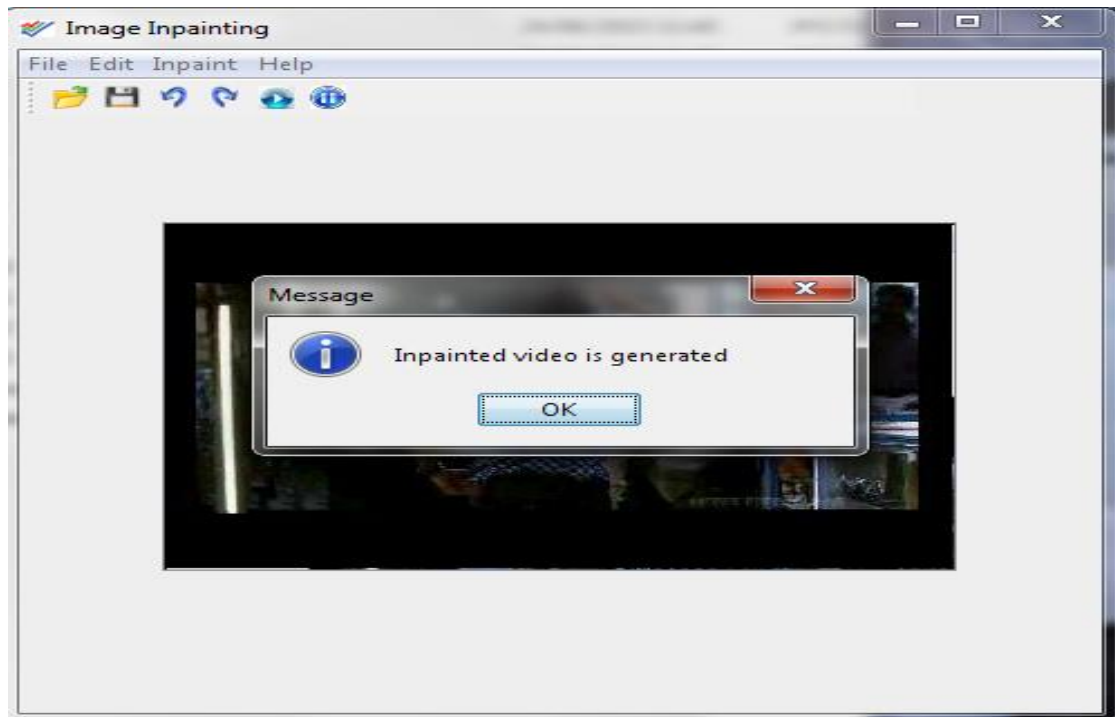 Image Inpainting
File Edit Inpaint Help
Message
Inpainted video is generated
OK